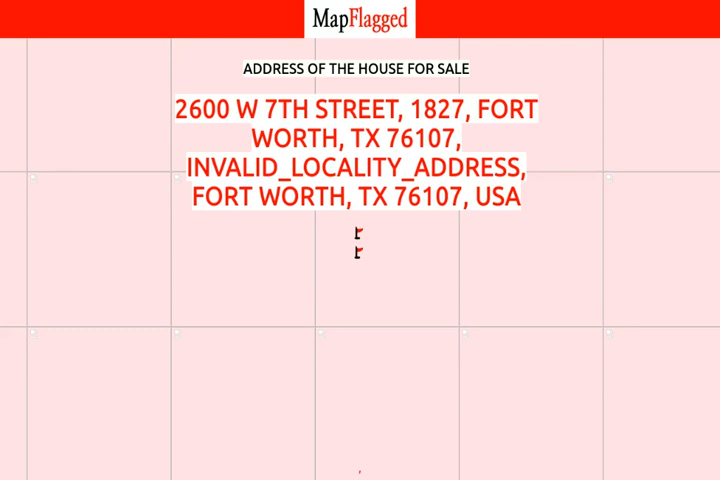 MapFlagged
ADDRESS OF THE HOUSE FOR SALE
2600 W 7TH STREET, 1827, FORT
WORTH, TX 76107,
INVALID_LOCALITY_ADDRESS,
FORT WORTH, TX 76107, USA
,